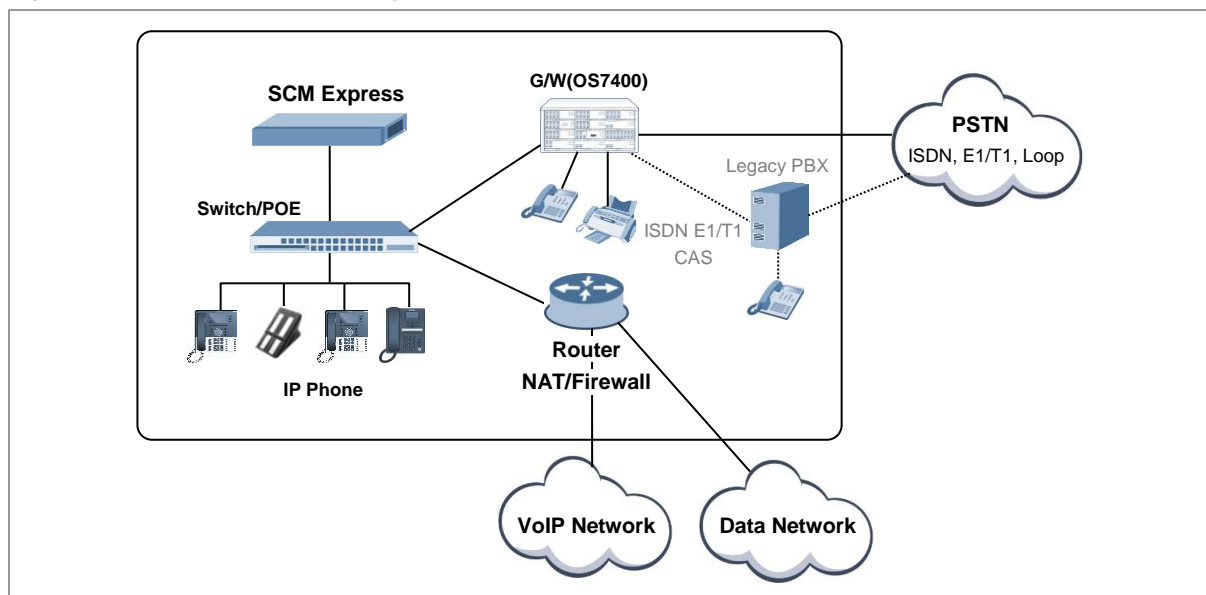 G/W(OS7400)
SCM Express
PSTN
ISDN, E1/T1, Loop
Legacy PBX
Switch/POE
ISDN E1/T1
CAS
Router
NAT/Firewall
IP Phone
VoIP Network
Data Network